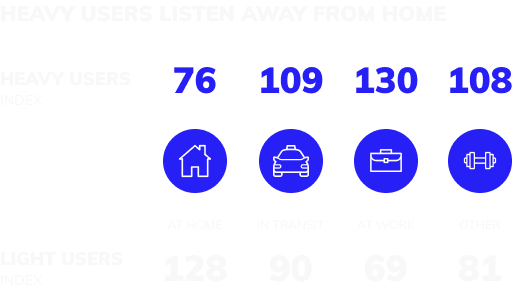 HEAVY USERS LISTEN AWAY FROM HOME
HEAVY USERS
INDEX
76 109 130 108
AT HOME IN TRANSIT AT WORK OTHER
LIGHT USERS
INDEX
128 90 69 81